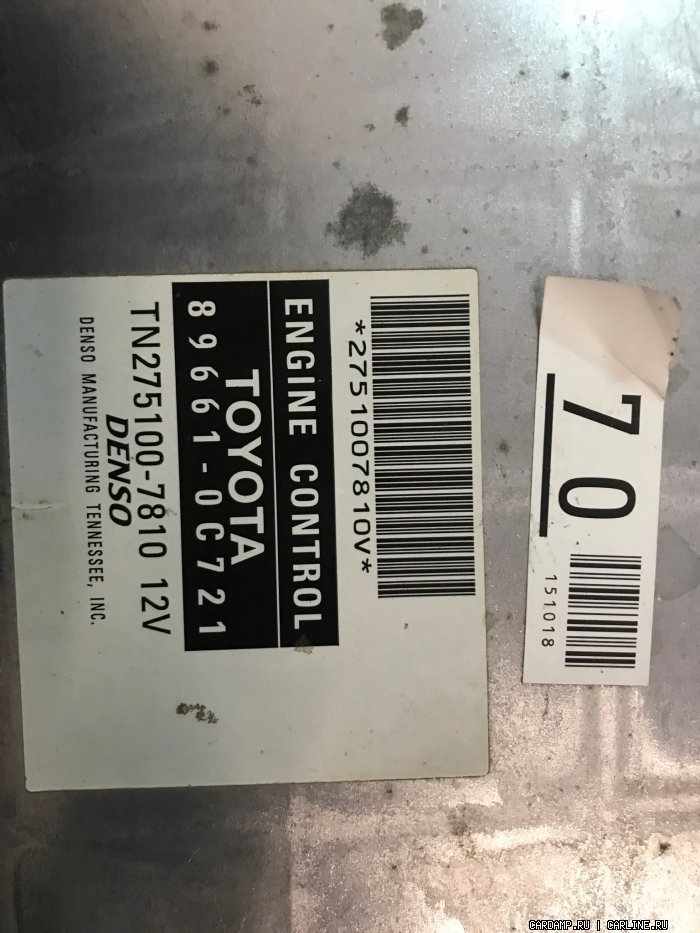 *2751007810V*
ENGINE CONTROL
TOYOTA
89661-0C721
TN275100-7810 12V
DENSO
DENSO MANUFACTURING TENNESSEE, INC.
70
151018
CARDAMP.RU | CARLINE.RU